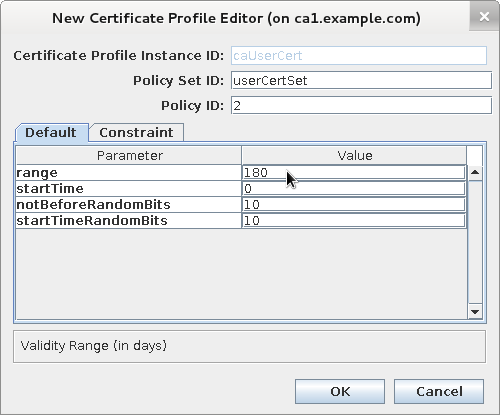 New Certificate Profile Editor (on ca1.example.com)
Certificate Profile Instance ID: caUserCert
Policy Set ID: userCertSet
Policy ID: 2
Default Constraint
Parameter Value
range 180
startTime 0
notBeforeRandomBits 10
startTimeRandomBits 10
Validity Range (in days)
OK Cancel